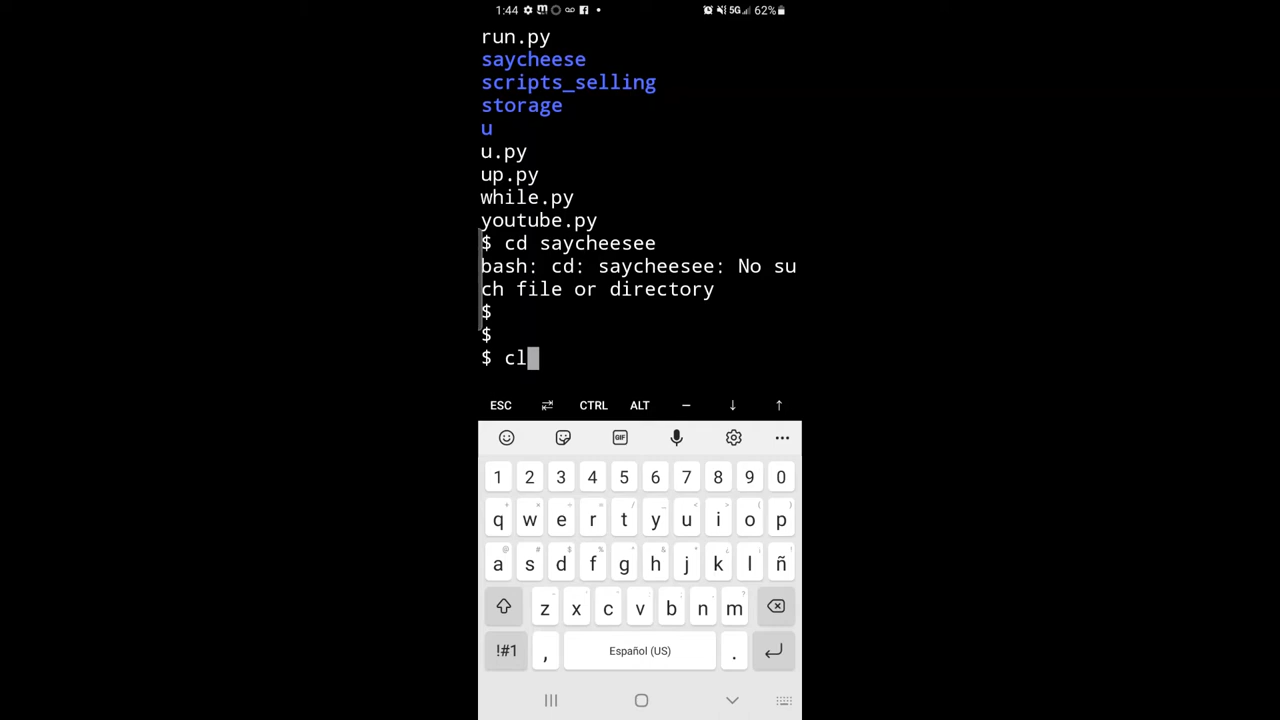 1:44 5G 62%
run.py
saycheese
scripts_selling
storage
u
u.py
up.py
while.py
youtube.py
$ cd saycheesee
bash: cd: saycheesee: No su
ch file or directory
$
$
$ cl
ESC CTRL ALT – ↓ ↑
GIF
1 2 3 4 5 6 7 8 9 0
q w e r t y u i o p
a s d f g h j k l ñ
z x c v b n m
!#1 , Español (US) .